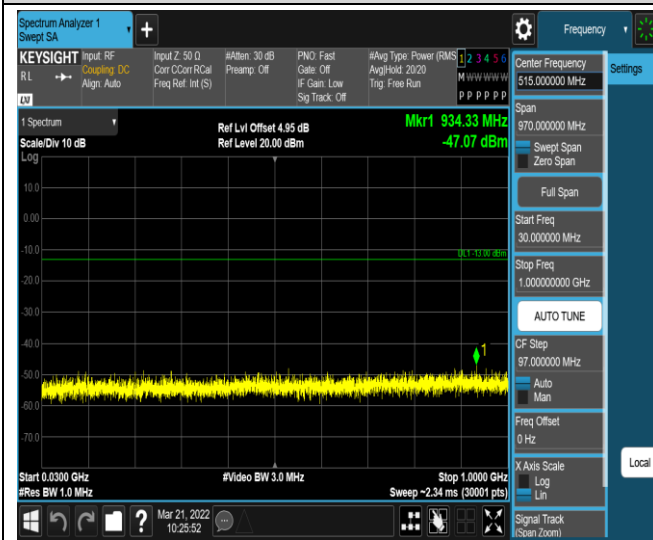 Spectrum Analyzer 1
Swept SA
+
Frequency
KEYSIGHT
RL
LXI
Input: RF
Coupling: DC
Align: Auto
Input Z: 50 Ω
Corr CCorr RCal
Freq Ref: Int (S)
#Atten: 30 dB
Preamp: Off
PNO: Fast
Gate: Off
IF Gain: Low
Sig Track: Off
#Avg Type: Power (RMS
Avg|Hold: 20/20
Trig: Free Run
1 2 3 4 5 6
M W W W W W
P P P P P P
1 Spectrum
Scale/Div 10 dB
Log
Ref Lvl Offset 4.95 dB
Ref Level 20.00 dBm
Mkr1 934.33 MHz
-47.07 dBm
10.0
0.00
-10.0
DL1 -13.00 dBm
-20.0
-30.0
-40.0
1
-50.0
-60.0
-70.0
Start 0.0300 GHz
#Res BW 1.0 MHz
#Video BW 3.0 MHz
Stop 1.0000 GHz
Sweep ~2.34 ms (30001 pts)
?
Mar 21, 2022
10:25:52
Center Frequency
515.000000 MHz
Span
970.000000 MHz
Swept Span
Zero Span
Full Span
Start Freq
30.000000 MHz
Stop Freq
1.000000000 GHz
AUTO TUNE
CF Step
97.000000 MHz
Auto
Man
Freq Offset
0 Hz
X Axis Scale
Log
Lin
Signal Track
(Span Zoom)
Settings
Local